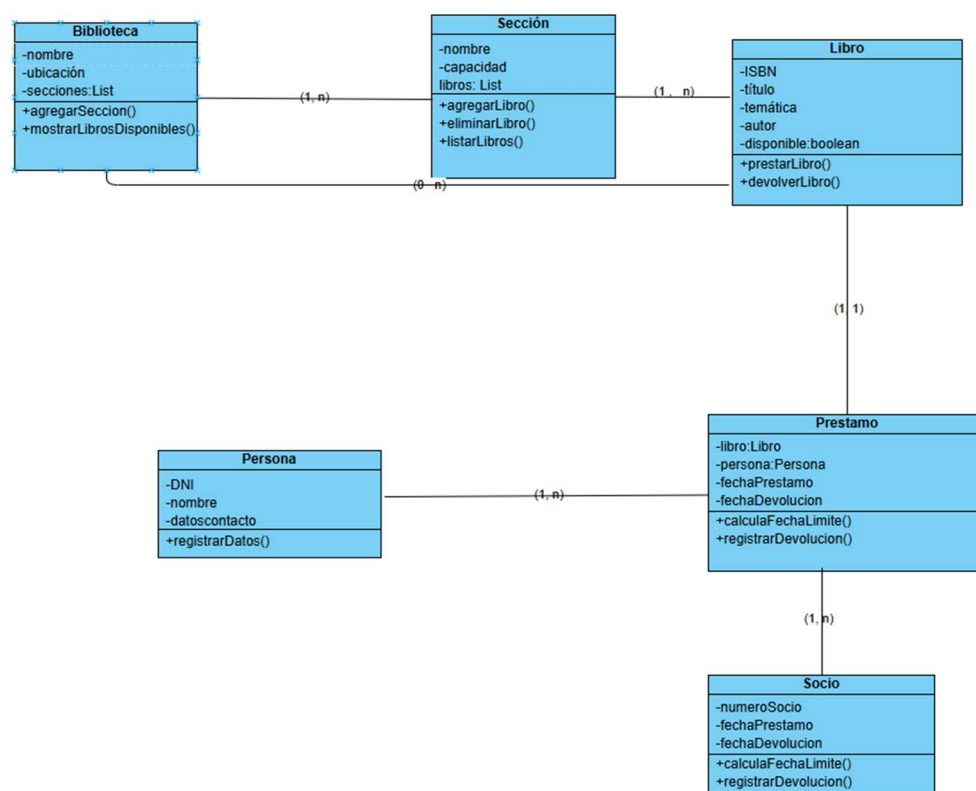 Biblioteca
-nombre
-ubicación
-secciones:List
+agregarSeccion()
+mostrarLibrosDisponibles()
(1, n)
Sección
-nombre
-capacidad
libros: List
+agregarLibro()
+eliminarLibro()
+listarLibros()
(1, n)
Libro
-ISBN
-título
-temática
-autor
-disponible:boolean
+prestarLibro()
+devolverLibro()
(0 n)
(1, 1)
Persona
-DNI
-nombre
-datoscontacto
+registrarDatos()
(1, n)
Prestamo
-libro:Libro
-persona:Persona
-fechaPrestamo
-fechaDevolucion
+calculaFechaLimite()
+registrarDevolucion()
(1, n)
Socio
-numeroSocio
-fechaPrestamo
-fechaDevolucion
+calculaFechaLimite()
+registrarDevolucion()